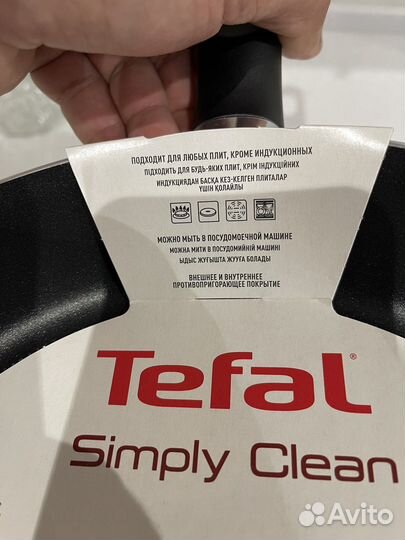 ПОДХОДИТ ДЛЯ ЛЮБЫХ ПЛИТ, КРОМЕ ИНДУКЦИОННЫХ
ПІДХОДИТЬ ДЛЯ БУДЬ-ЯКИХ ПЛИТ, КРІМ ІНДУКЦІЙНИХ
ИНДУКЦИЯДАН БАСҚА КЕЗ-КЕЛГЕН ПЛИТАЛАР
ҮШІН ҚОЛАЙЛЫ
МОЖНО МЫТЬ В ПОСУДОМОЕЧНОЙ МАШИНЕ
МОЖНА МИТИ В ПОСУДОМИЙНІЙ МАШИНІ
ЫДЫС ЖУҒЫШТА ЖУУҒА БОЛАДЫ
ВНЕШНЕЕ И ВНУТРЕННЕЕ
ПРОТИВОПРИГОРАЮЩЕЕ ПОКРЫТИЕ
Tefal®
Simply Clean
Avito